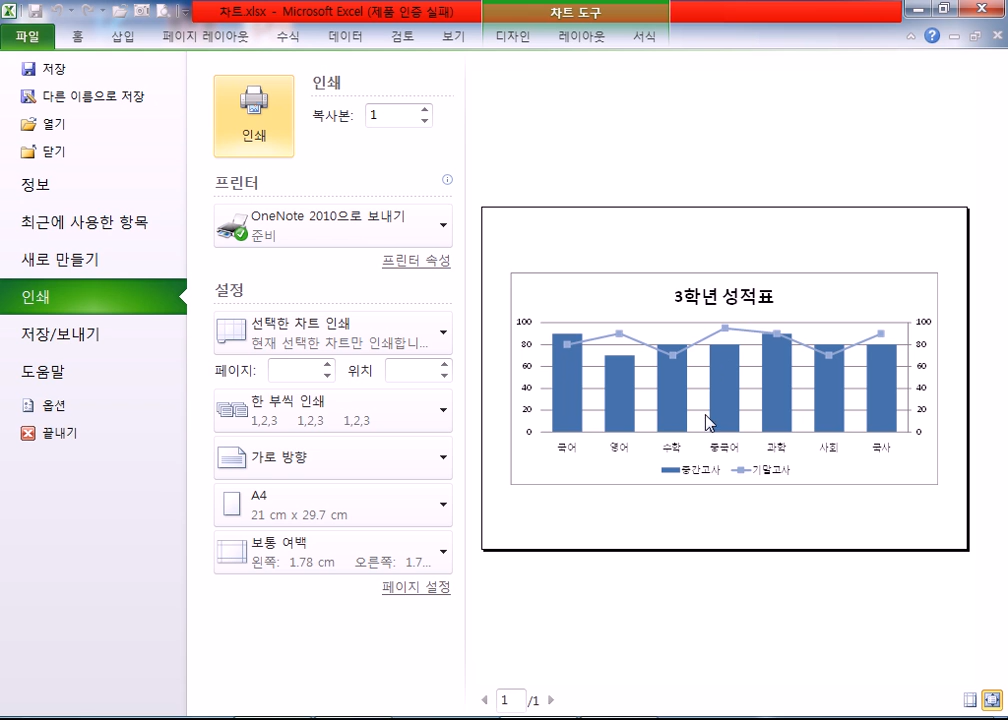 차트.xlsx - Microsoft Excel (제품 인증 실패)
차트 도구
파일 홈 삽입 페이지 레이아웃 수식 데이터 검토 보기 디자인 레이아웃 서식
저장
다른 이름으로 저장
열기
닫기
정보
최근에 사용한 항목
새로 만들기
인쇄
저장/보내기
도움말
옵션
끝내기
인쇄
인쇄
복사본: 1
프린터
OneNote 2010으로 보내기
준비
프린터 속성
설정
선택한 차트 인쇄
현재 선택한 차트만 인쇄합니...
페이지: 위치
한 부씩 인쇄
1,2,3 1,2,3 1,2,3
가로 방향
A4
21 cm x 29.7 cm
보통 여백
왼쪽: 1.78 cm 오른쪽: 1.7...
페이지 설정
3학년 성적표
100 100
80 80
60 60
40 40
20 20
0 0
국어 영어 수학 중국어 과학 사회 국사
중간고사 기말고사
1 /1